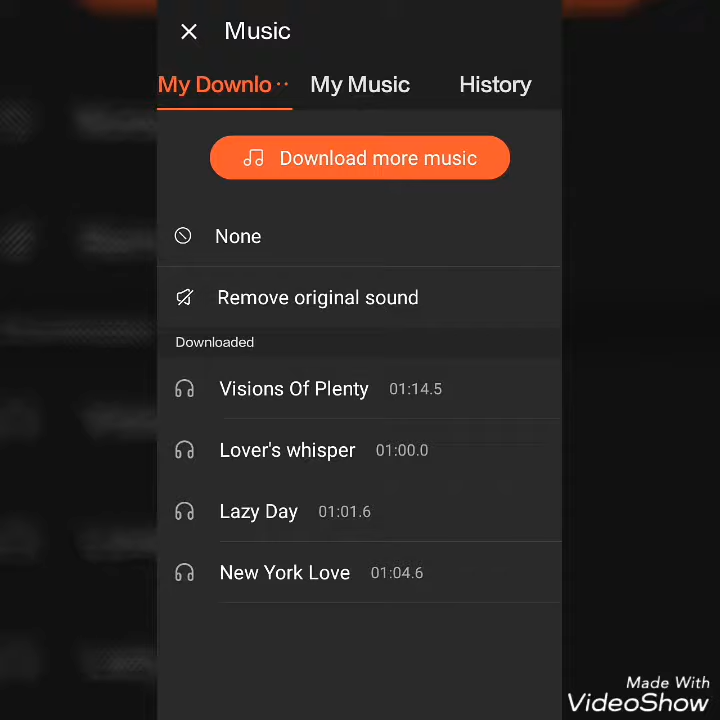 Music
My Downlo ··
My Music
History
Download more music
None
Remove original sound
Downloaded
Visions Of Plenty 01:14.5
Lover's whisper 01:00.0
Lazy Day 01:01.6
New York Love 01:04.6
Made With
VideoShow